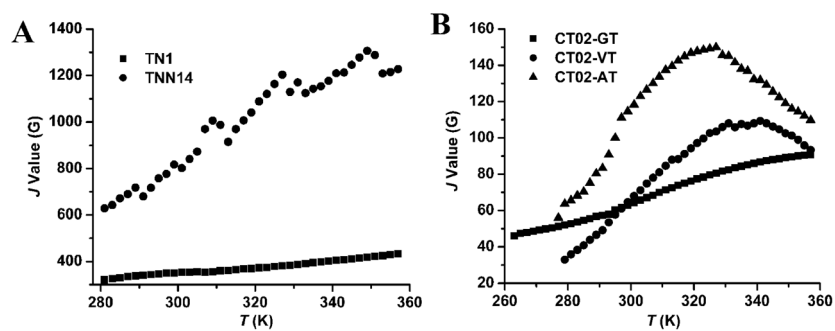 A
TN1
TNN14
J Value (G)
1400
1200
1000
800
600
400
280
300
320
340
360
T (K)
B
CT02-GT
CT02-VT
CT02-AT
J Value (G)
160
140
120
100
80
60
40
20
260
280
300
320
340
360
T (K)